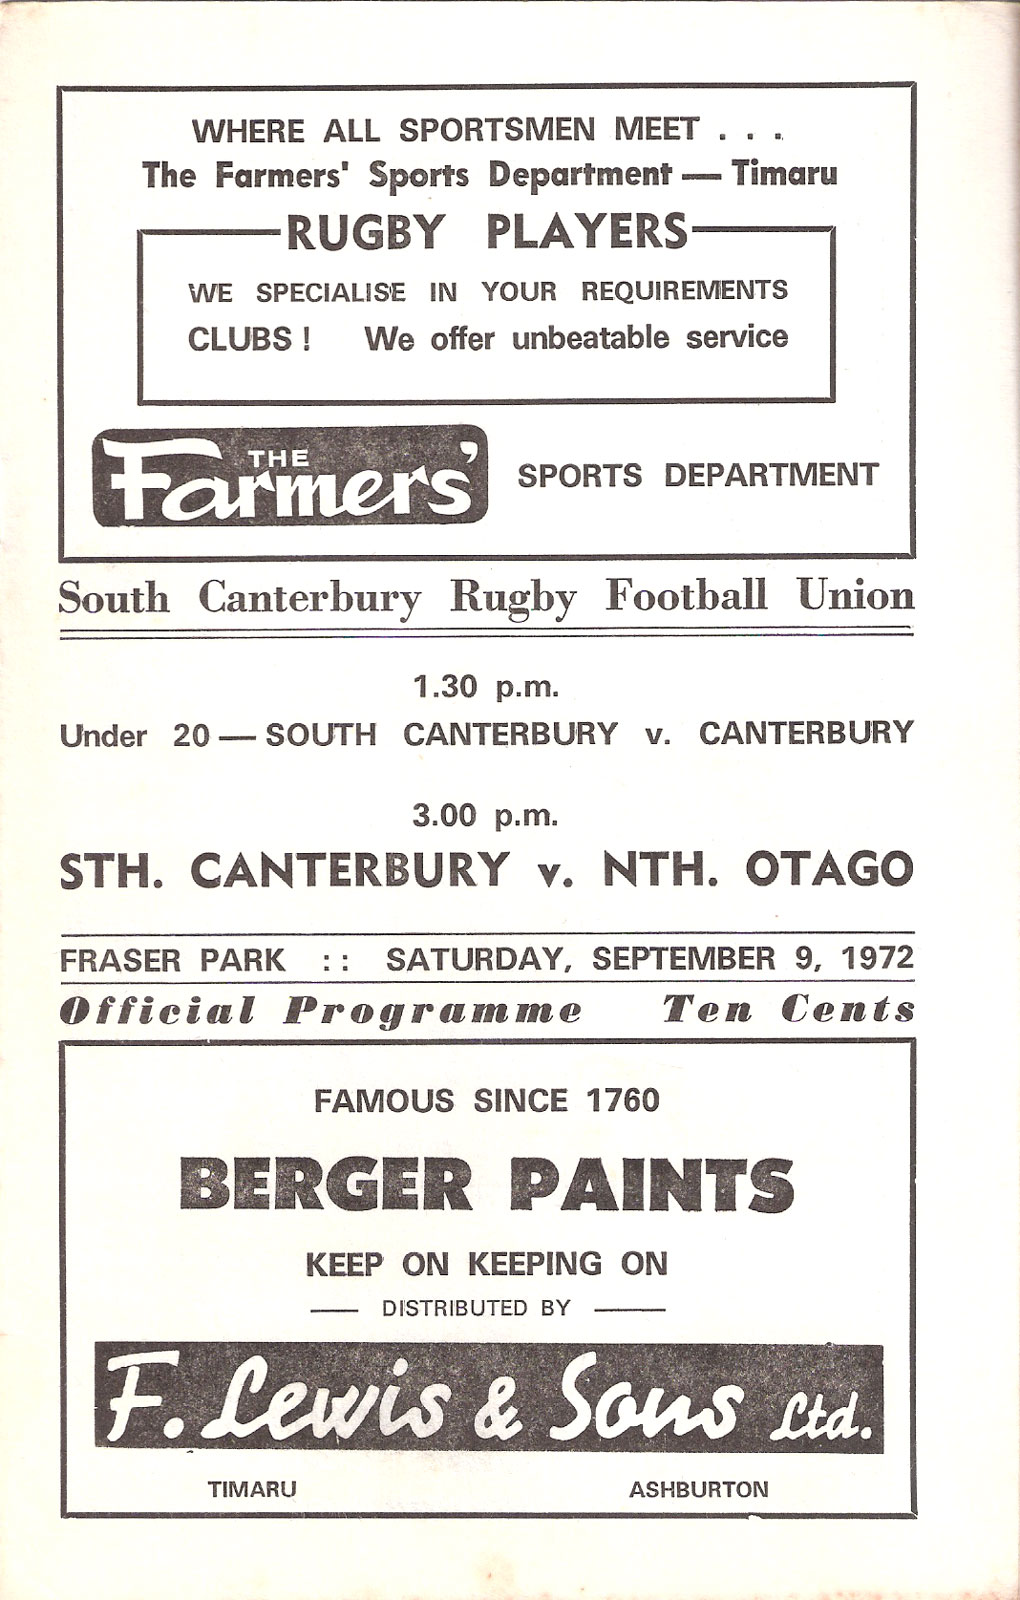 WHERE ALL SPORTSMEN MEET . . .
The Farmers' Sports Department — Timaru
RUGBY PLAYERS
WE SPECIALISE IN YOUR REQUIREMENTS
CLUBS ! We offer unbeatable service
THE Farmers' SPORTS DEPARTMENT
South Canterbury Rugby Football Union
1.30 p.m.
Under 20 — SOUTH CANTERBURY v. CANTERBURY
3.00 p.m.
STH. CANTERBURY v. NTH. OTAGO
FRASER PARK :: SATURDAY, SEPTEMBER 9, 1972
Official Programme Ten Cents
FAMOUS SINCE 1760
BERGER PAINTS
KEEP ON KEEPING ON
— DISTRIBUTED BY —
F. Lewis & Sons Ltd.
TIMARU ASHBURTON